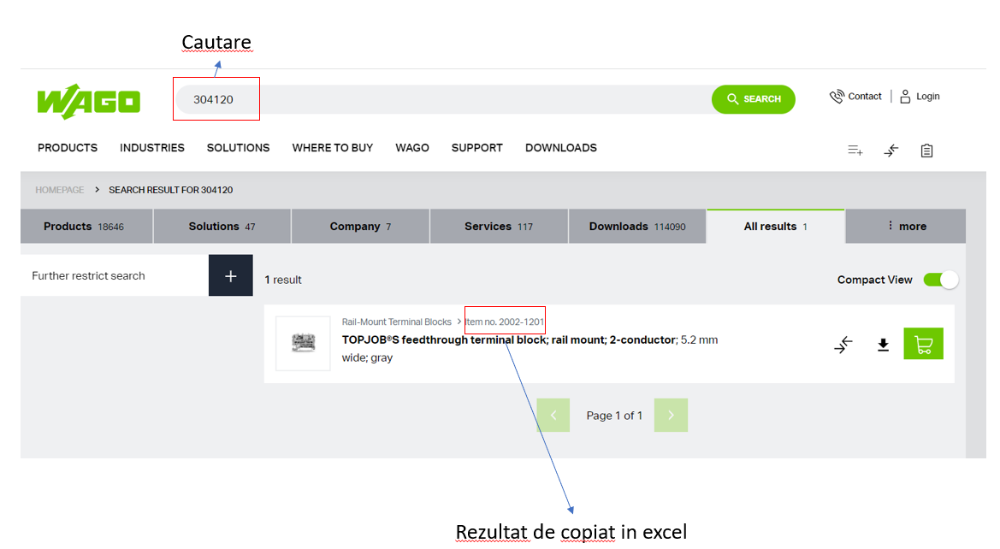 Cautare
WAGO
304120
SEARCH
Contact
Login
PRODUCTS INDUSTRIES SOLUTIONS WHERE TO BUY WAGO SUPPORT DOWNLOADS
HOMEPAGE > SEARCH RESULT FOR 304120
Products 18646 Solutions 47 Company 7 Services 117 Downloads 114090 All results 1 more
Further restrict search +
1 result
Compact View
Rail-Mount Terminal Blocks > Item no. 2002-1201
TOPJOB®S feedthrough terminal block; rail mount; 2-conductor; 5.2 mm
wide; gray
< Page 1 of 1 >
Rezultat de copiat in excel